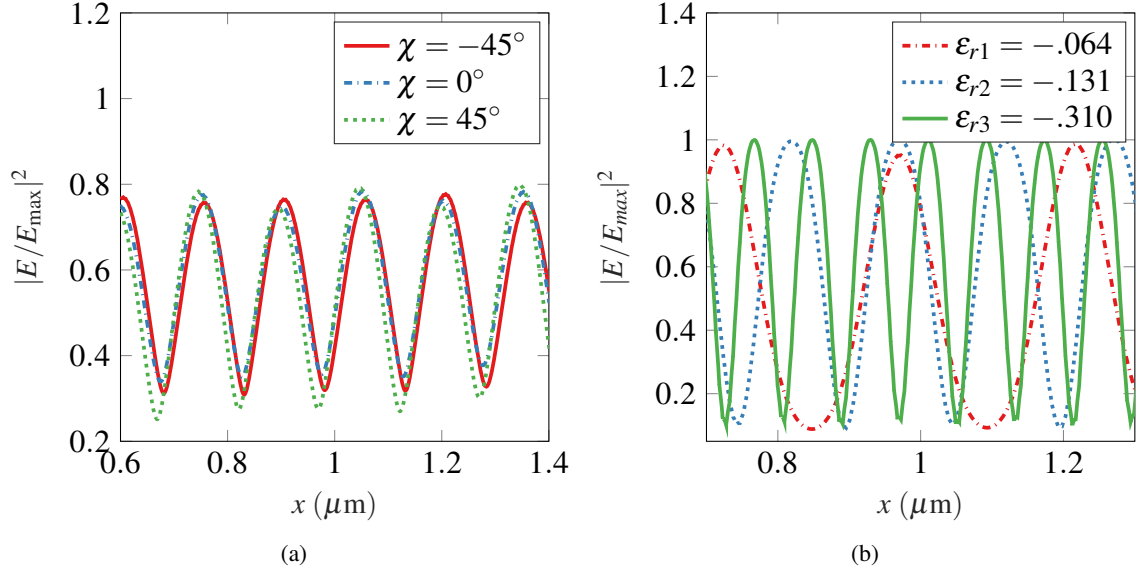 1.2
1
0.8
0.6
0.4
0.2
0.6 0.8 1 1.2 1.4
|E/E_max|²
x (μm)
χ = −45°
χ = 0°
χ = 45°
(a)
1.4
1.2
1
0.8
0.6
0.4
0.2
0.8 1 1.2
|E/E_max|²
x (μm)
ε_r1 = −.064
ε_r2 = −.131
ε_r3 = −.310
(b)